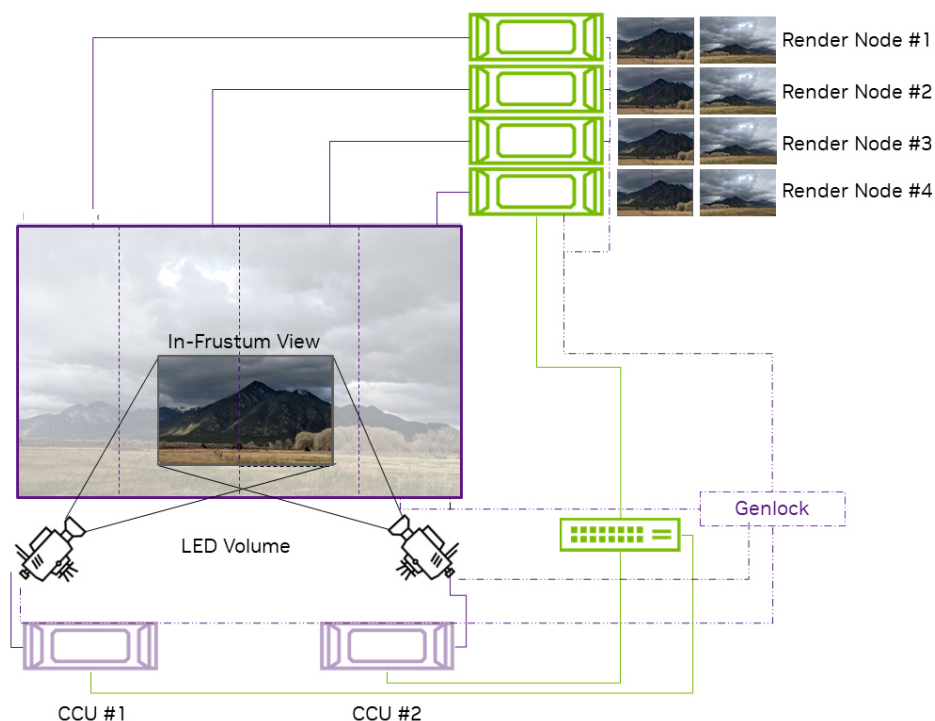 Render Node #1
Render Node #2
Render Node #3
Render Node #4
In-Frustum View
Genlock
LED Volume
CCU #1
CCU #2